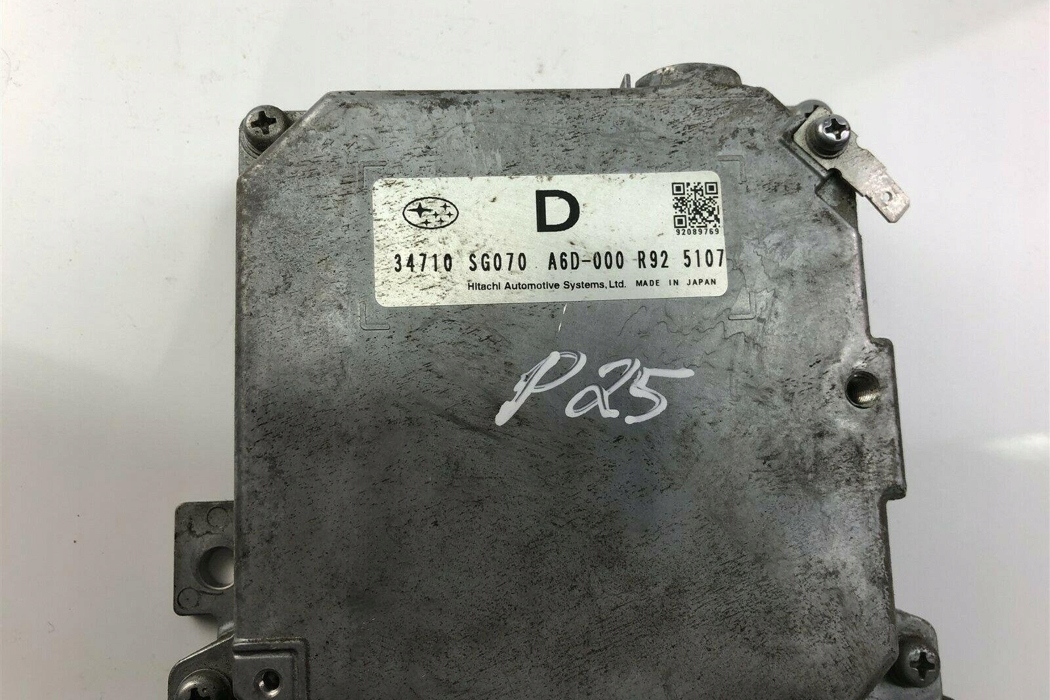 D
92089769
34710 SG070 A6D-000 R92 5107
Hitachi Automotive Systems, Ltd. MADE IN JAPAN
P25